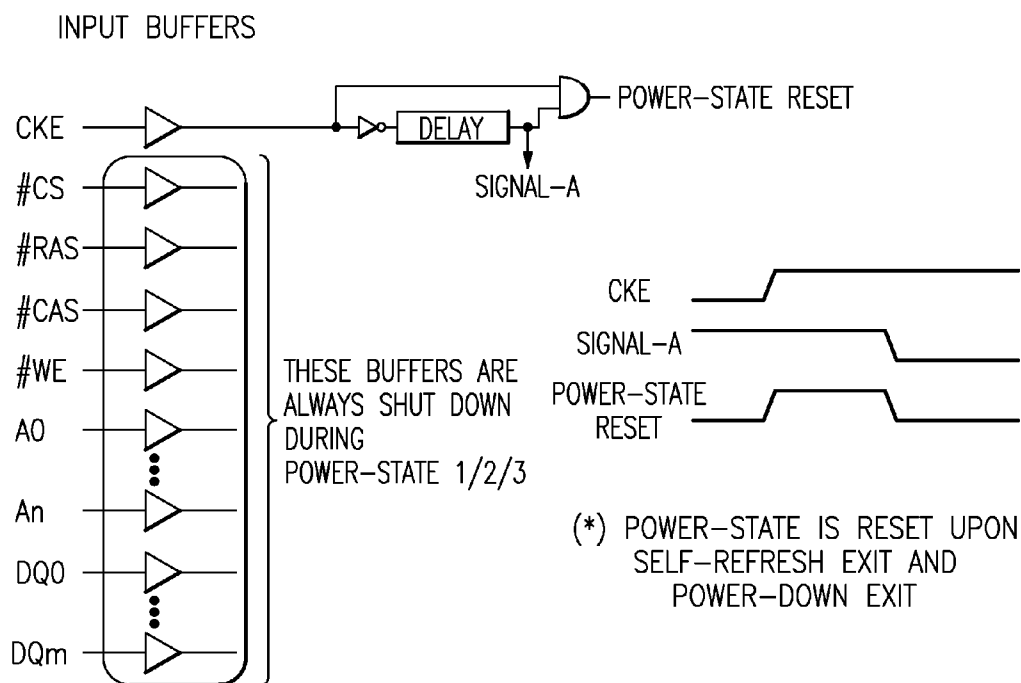 INPUT BUFFERS
CKE
DELAY
POWER-STATE RESET
SIGNAL-A
#CS
#RAS
#CAS
#WE
A0
An
DQ0
DQm
THESE BUFFERS ARE
ALWAYS SHUT DOWN
DURING
POWER-STATE 1/2/3
CKE
SIGNAL-A
POWER-STATE
RESET
(*) POWER-STATE IS RESET UPON
SELF-REFRESH EXIT AND
POWER-DOWN EXIT